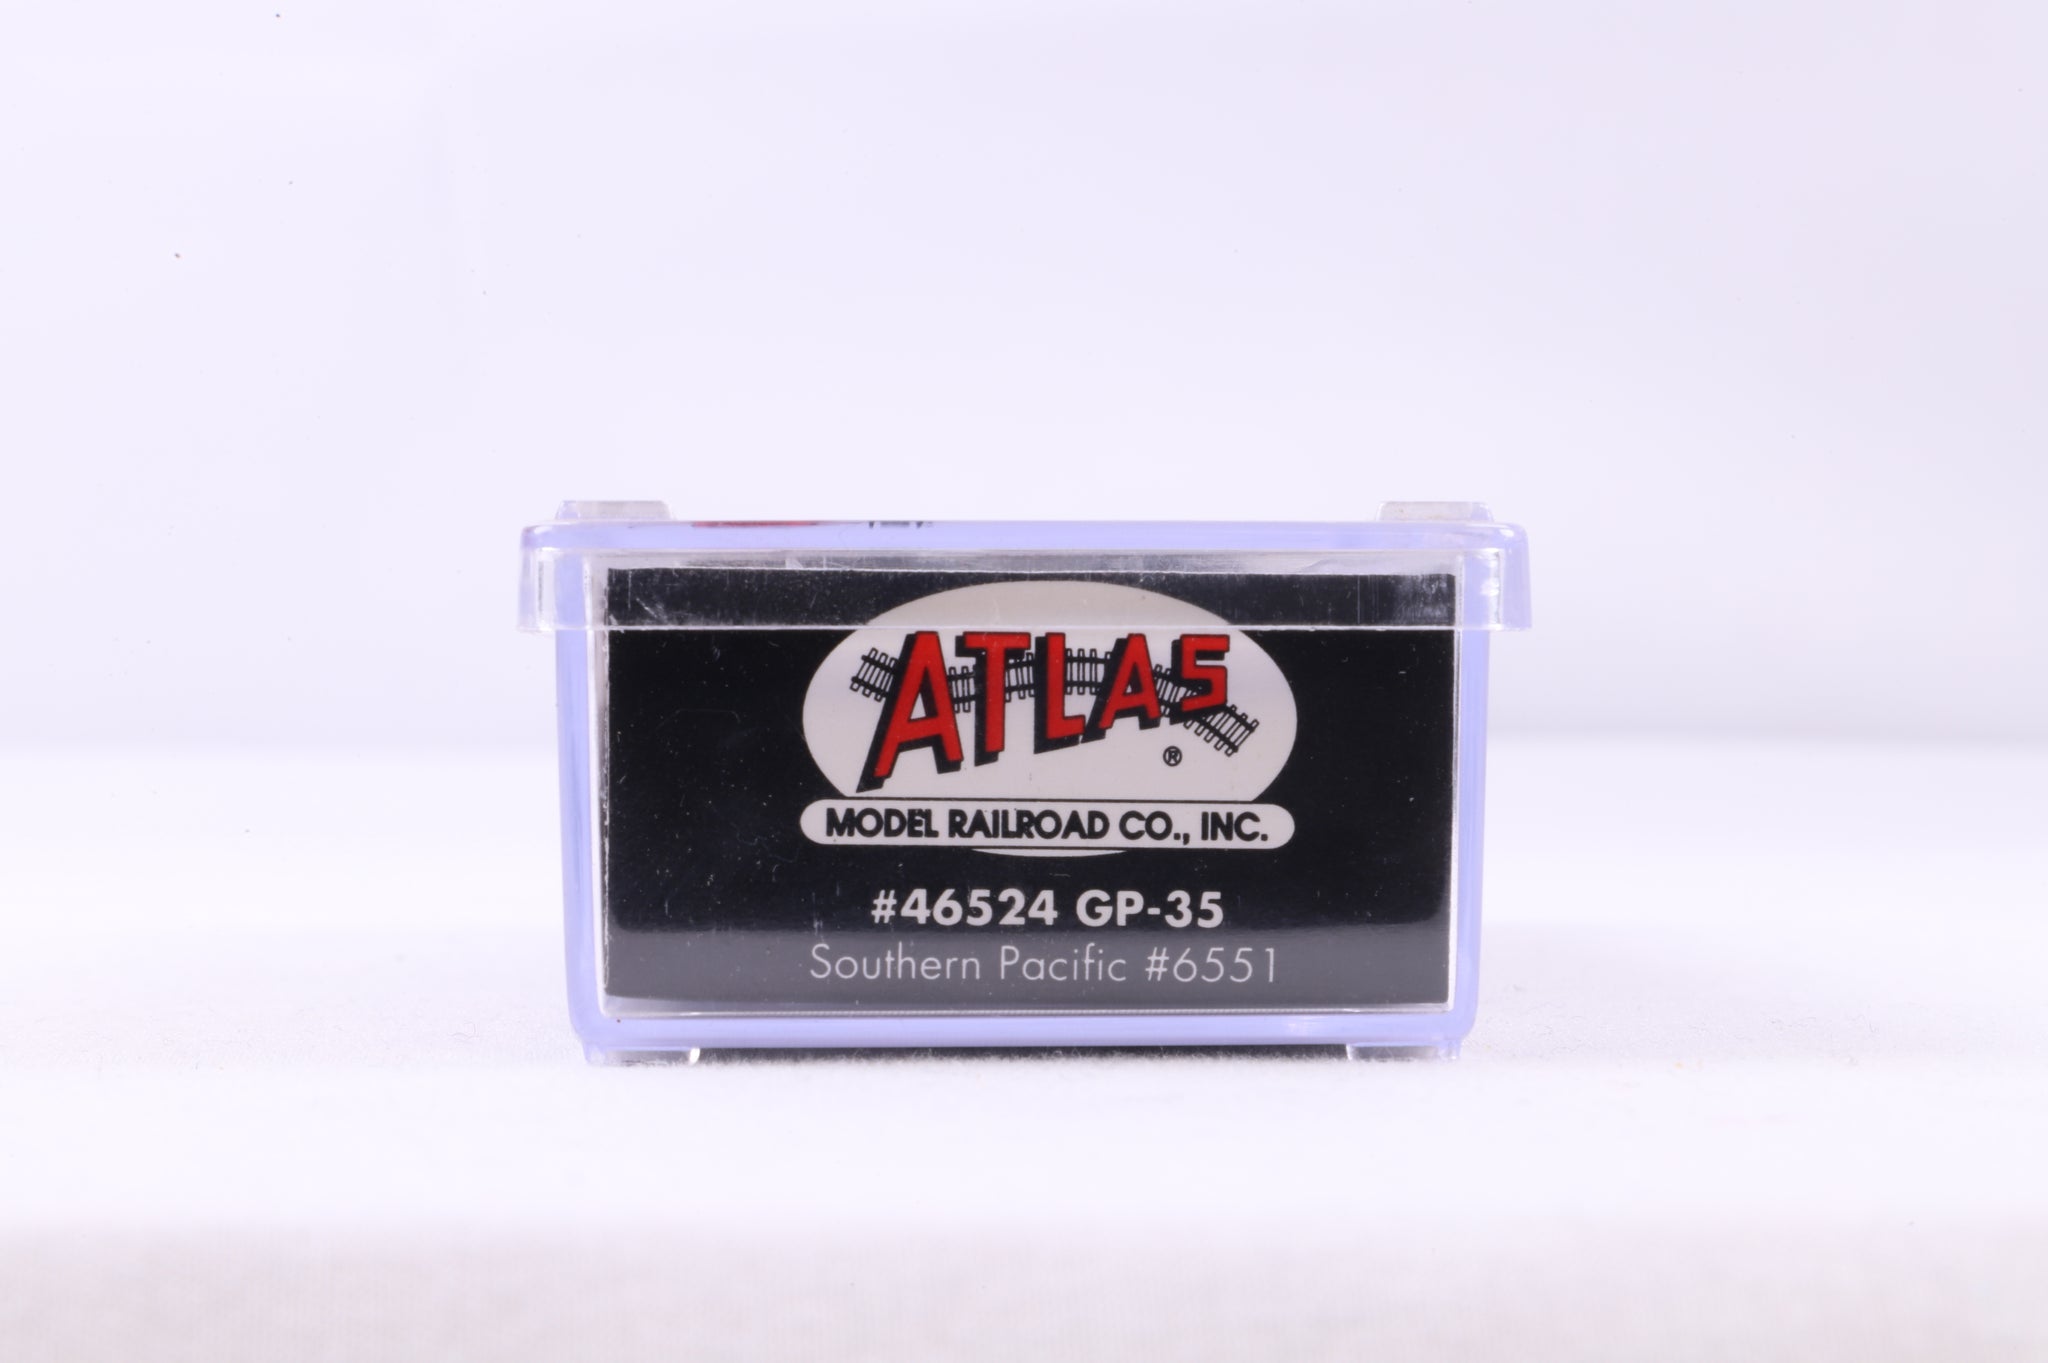 ATLAS
®
MODEL RAILROAD CO., INC.
#46524 GP-35
Southern Pacific #6551